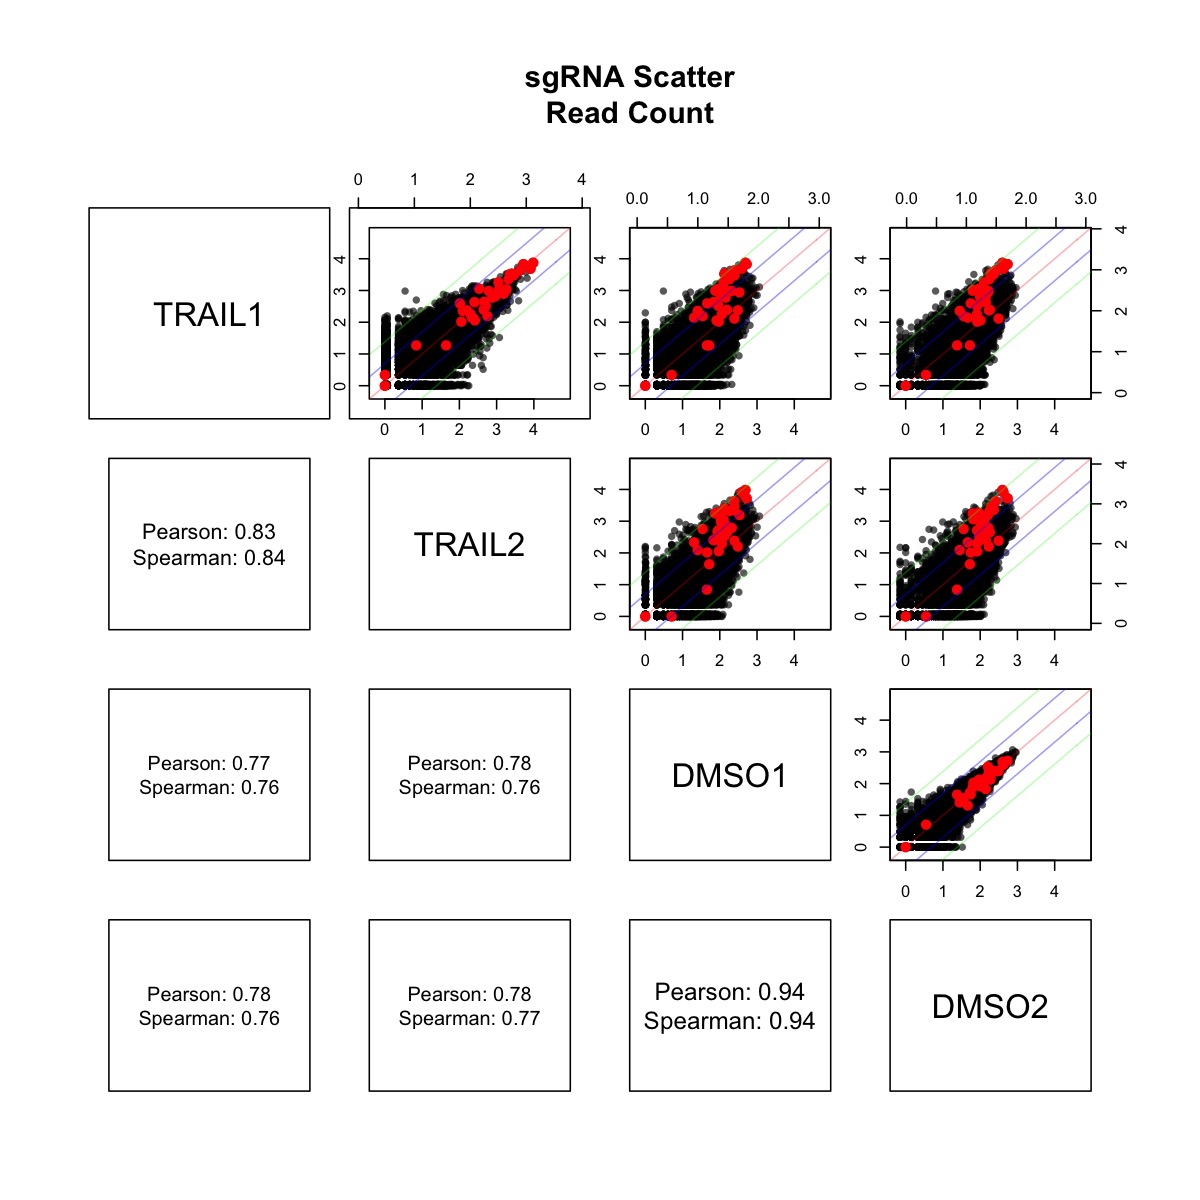 sgRNA Scatter
Read Count
0 1 2 3 4
0.0 1.0 2.0 3.0
0.0 1.0 2.0 3.0
TRAIL1
0 1 2 3 4
0 1 2 3 4
0 1 2 3 4
0 1 2 3 4
0 1 2 3 4
0 1 2 3 4
0 1 2 3 4
Pearson: 0.83
Spearman: 0.84
TRAIL2
0 1 2 3 4
0 1 2 3 4
0 1 2 3 4
0 1 2 3 4
0 1 2 3 4
Pearson: 0.77
Spearman: 0.76
Pearson: 0.78
Spearman: 0.76
DMSO1
0 1 2 3 4
0 1 2 3 4
Pearson: 0.78
Spearman: 0.76
Pearson: 0.78
Spearman: 0.77
Pearson: 0.94
Spearman: 0.94
DMSO2